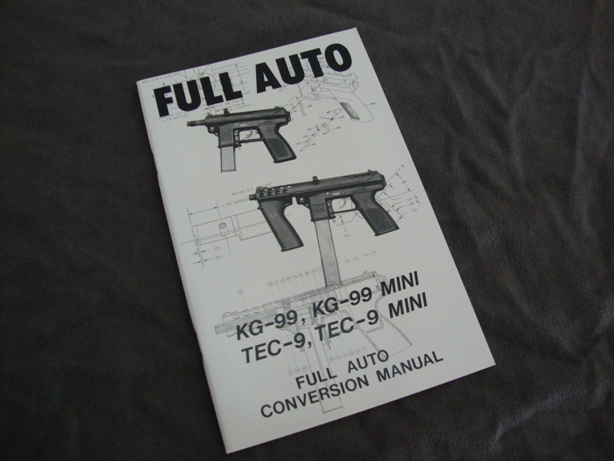 FULL AUTO
KG-99, KG-99 MINI
TEC-9, TEC-9 MINI
FULL AUTO
CONVERSION MANUAL